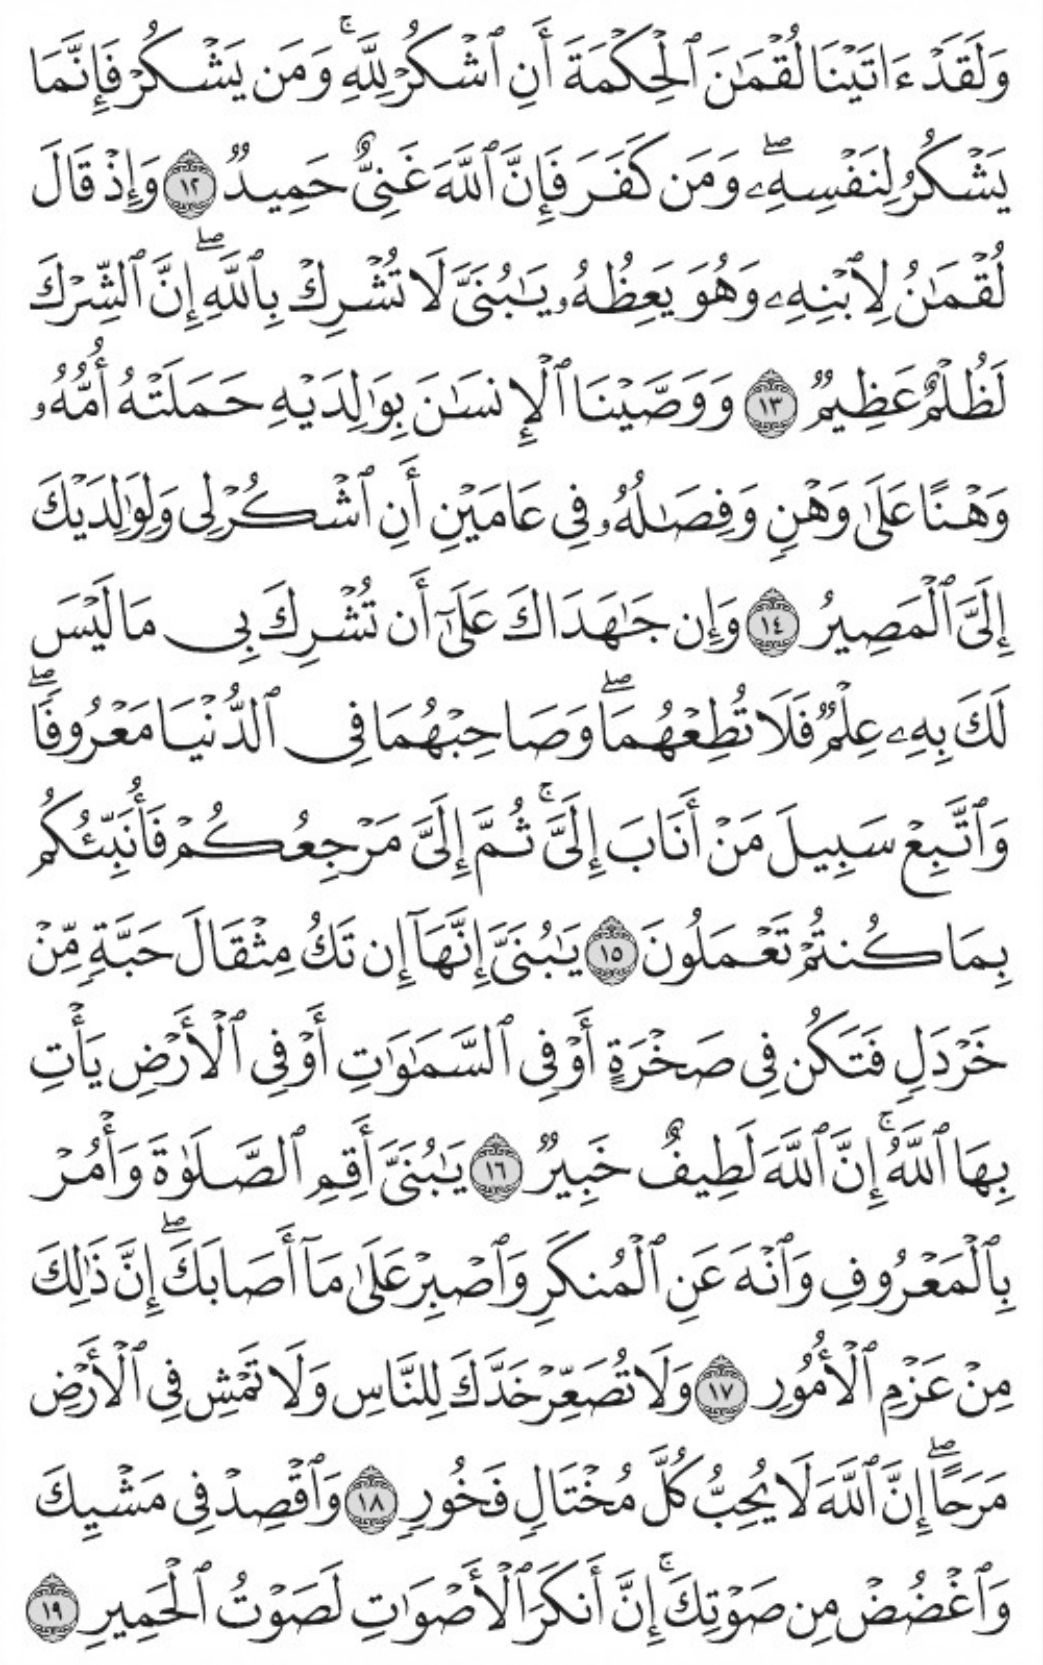 وَلَقَدْ ءَاتَيْنَا لُقْمَٰنَ ٱلْحِكْمَةَ أَنِ ٱشْكُرْ لِلَّهِ ۚ وَمَن يَشْكُرْ فَإِنَّمَا
يَشْكُرُ لِنَفْسِهِۦ ۖ وَمَن كَفَرَ فَإِنَّ ٱللَّهَ غَنِىٌّ حَمِيدٌ ١٢ وَإِذْ قَالَ
لُقْمَٰنُ لِٱبْنِهِۦ وَهُوَ يَعِظُهُۥ يَٰبُنَىَّ لَا تُشْرِكْ بِٱللَّهِ ۖ إِنَّ ٱلشِّرْكَ
لَظُلْمٌ عَظِيمٌ ١٣ وَوَصَّيْنَا ٱلْإِنسَٰنَ بِوَٰلِدَيْهِ حَمَلَتْهُ أُمُّهُۥ
وَهْنًا عَلَىٰ وَهْنٍ وَفِصَٰلُهُۥ فِى عَامَيْنِ أَنِ ٱشْكُرْ لِى وَلِوَٰلِدَيْكَ
إِلَىَّ ٱلْمَصِيرُ ١٤ وَإِن جَٰهَدَاكَ عَلَىٰٓ أَن تُشْرِكَ بِى مَا لَيْسَ
لَكَ بِهِۦ عِلْمٌ فَلَا تُطِعْهُمَا ۖ وَصَاحِبْهُمَا فِى ٱلدُّنْيَا مَعْرُوفًا ۖ
وَٱتَّبِعْ سَبِيلَ مَنْ أَنَابَ إِلَىَّ ۚ ثُمَّ إِلَىَّ مَرْجِعُكُمْ فَأُنَبِّئُكُم
بِمَا كُنتُمْ تَعْمَلُونَ ١٥ يَٰبُنَىَّ إِنَّهَآ إِن تَكُ مِثْقَالَ حَبَّةٍ مِّنْ
خَرْدَلٍ فَتَكُن فِى صَخْرَةٍ أَوْ فِى ٱلسَّمَٰوَٰتِ أَوْ فِى ٱلْأَرْضِ يَأْتِ
بِهَا ٱللَّهُ ۚ إِنَّ ٱللَّهَ لَطِيفٌ خَبِيرٌ ١٦ يَٰبُنَىَّ أَقِمِ ٱلصَّلَوٰةَ وَأْمُرْ
بِٱلْمَعْرُوفِ وَٱنْهَ عَنِ ٱلْمُنكَرِ وَٱصْبِرْ عَلَىٰ مَآ أَصَابَكَ ۖ إِنَّ ذَٰلِكَ
مِنْ عَزْمِ ٱلْأُمُورِ ١٧ وَلَا تُصَعِّرْ خَدَّكَ لِلنَّاسِ وَلَا تَمْشِ فِى ٱلْأَرْضِ
مَرَحًا ۖ إِنَّ ٱللَّهَ لَا يُحِبُّ كُلَّ مُخْتَالٍ فَخُورٍ ١٨ وَٱقْصِدْ فِى مَشْيِكَ
وَٱغْضُضْ مِن صَوْتِكَ ۚ إِنَّ أَنكَرَ ٱلْأَصْوَٰتِ لَصَوْتُ ٱلْحَمِيرِ ١٩